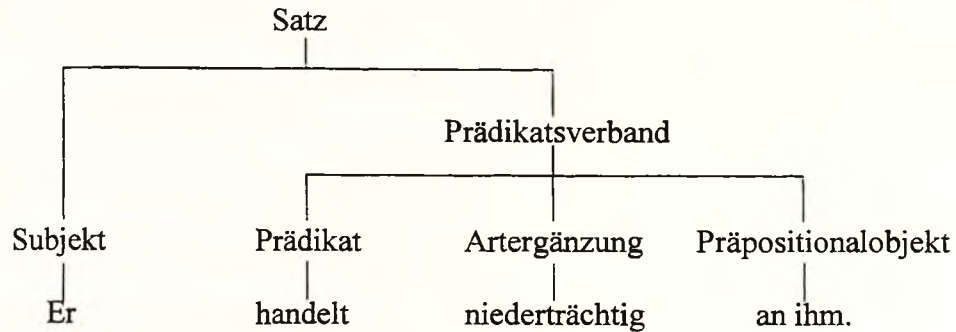 Satz
Prädikatsverband
Subjekt Prädikat Artergänzung Präpositionalobjekt
Er handelt niederträchtig an ihm.